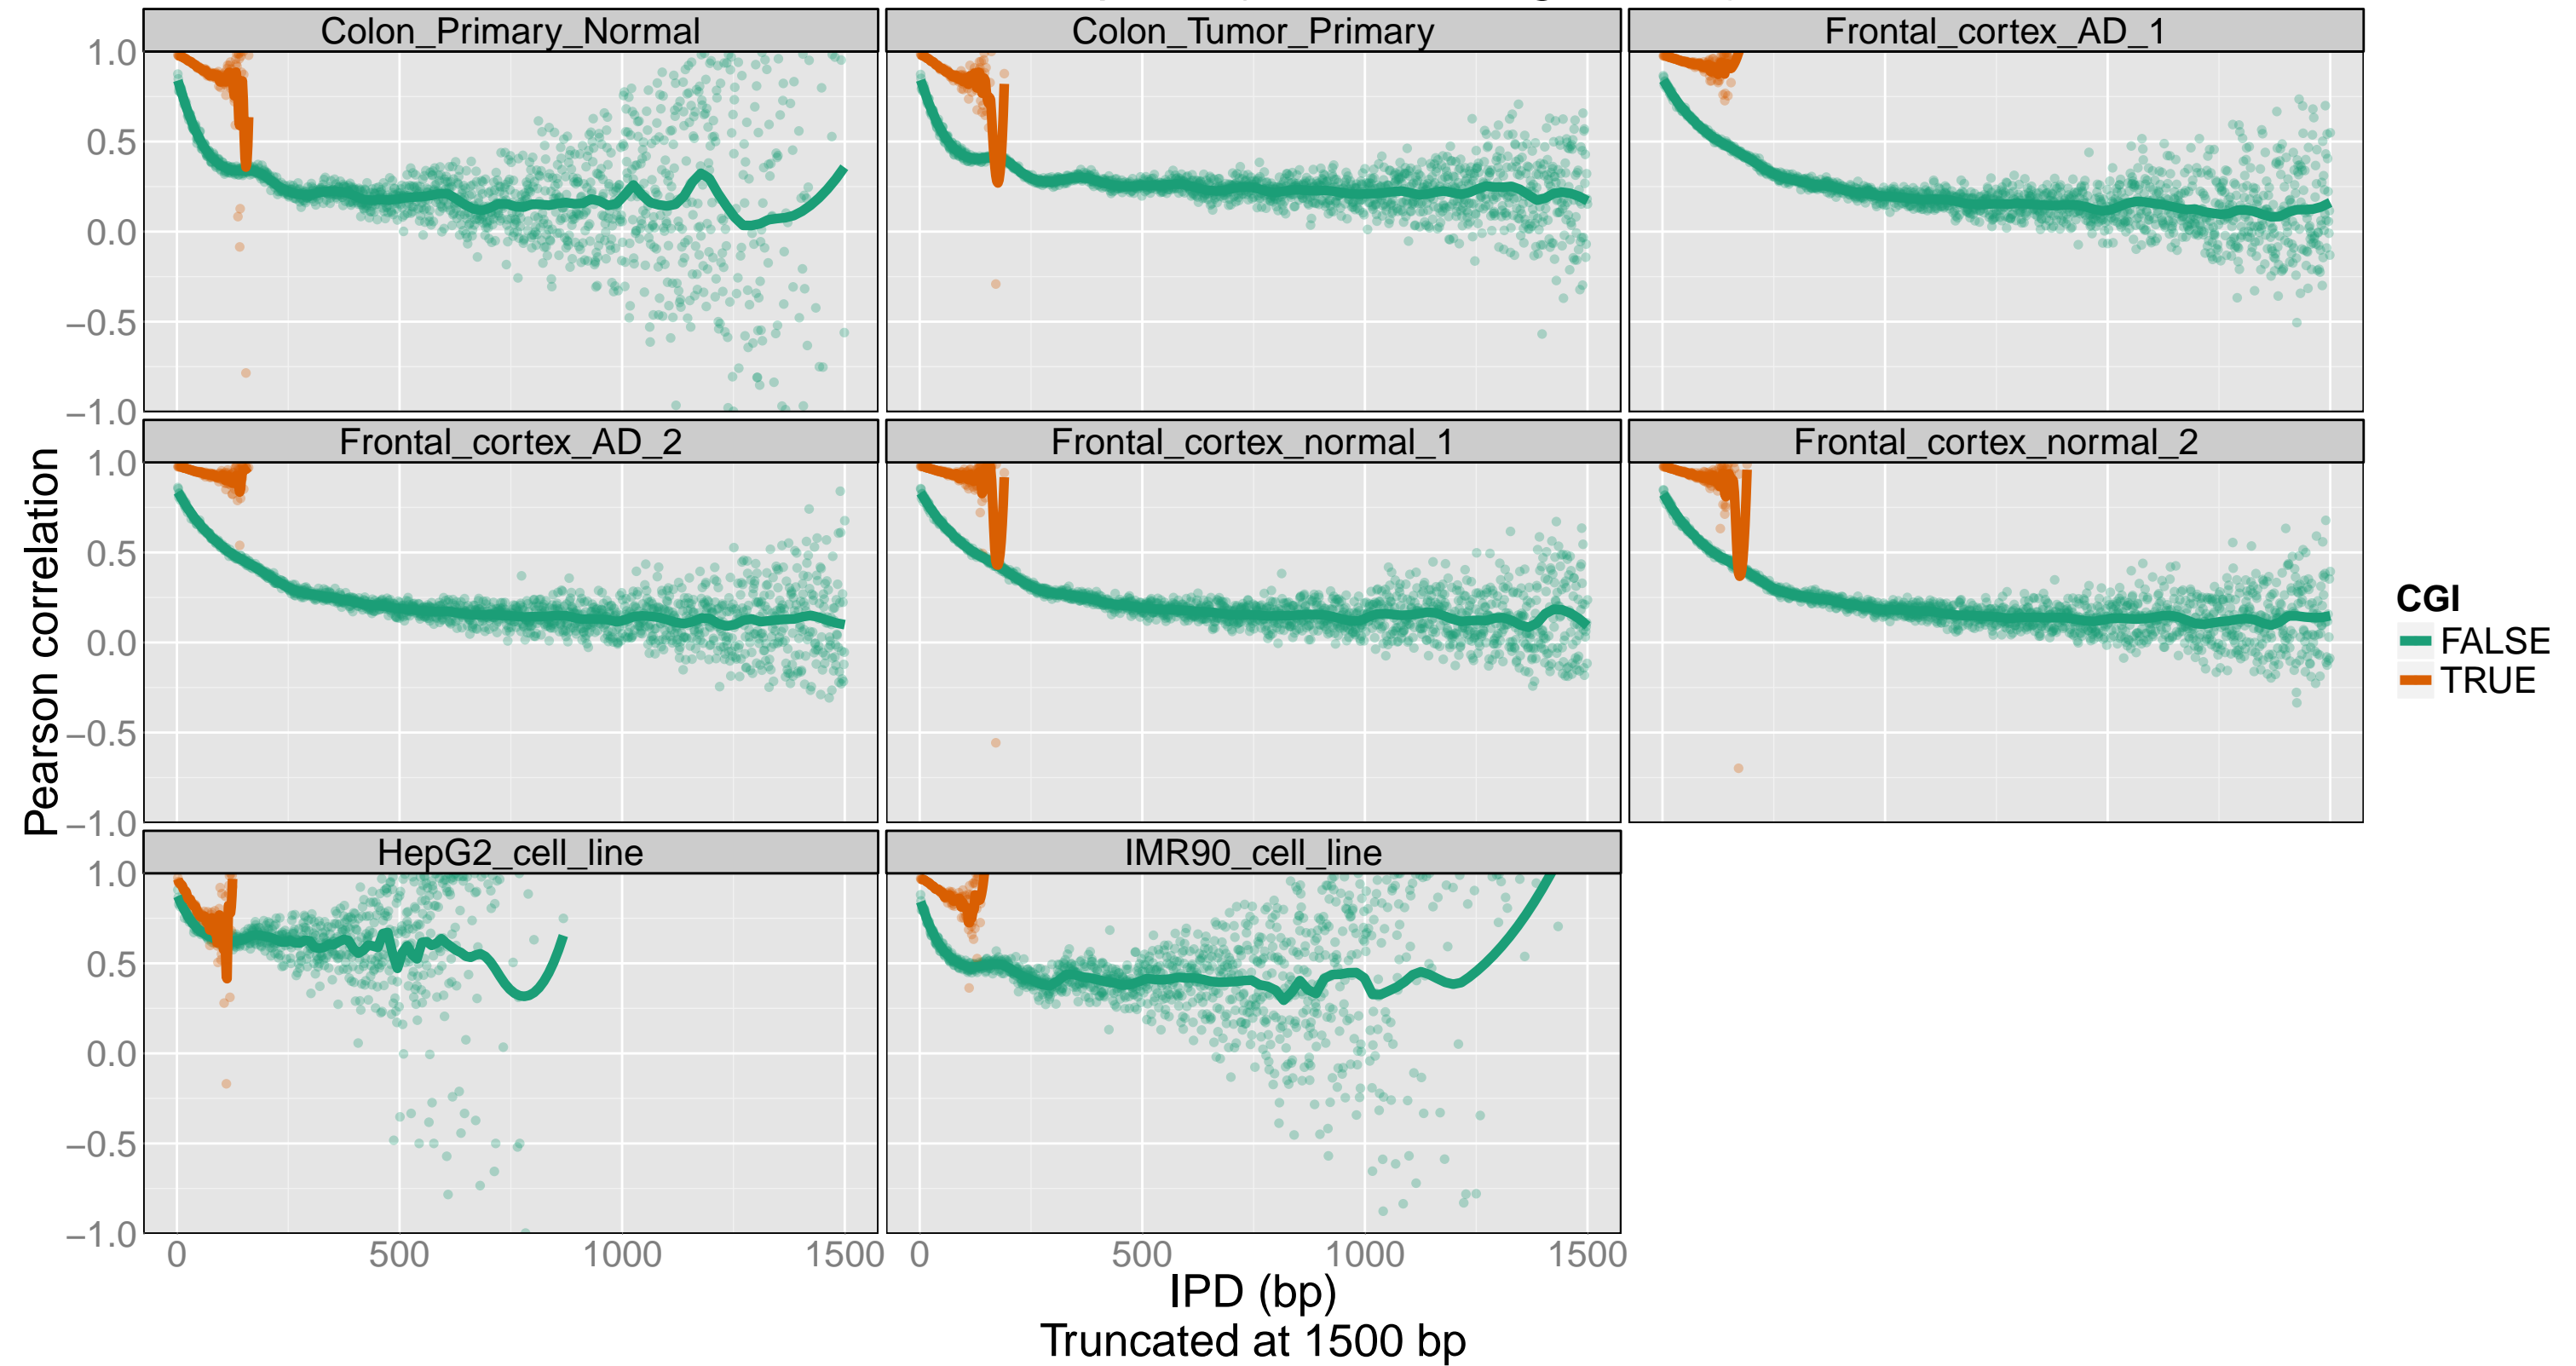 Colon_Primary_Normal
Colon_Tumor_Primary
Frontal_cortex_AD_1
1.0
0.5
0.0
−0.5
−1.0
Frontal_cortex_AD_2
Frontal_cortex_normal_1
Frontal_cortex_normal_2
1.0
0.5
0.0
−0.5
−1.0
Pearson correlation
HepG2_cell_line
IMR90_cell_line
1.0
0.5
0.0
−0.5
−1.0
0 500 1000 1500
0 500 1000 1500
IPD (bp)
Truncated at 1500 bp
CGI
FALSE
TRUE